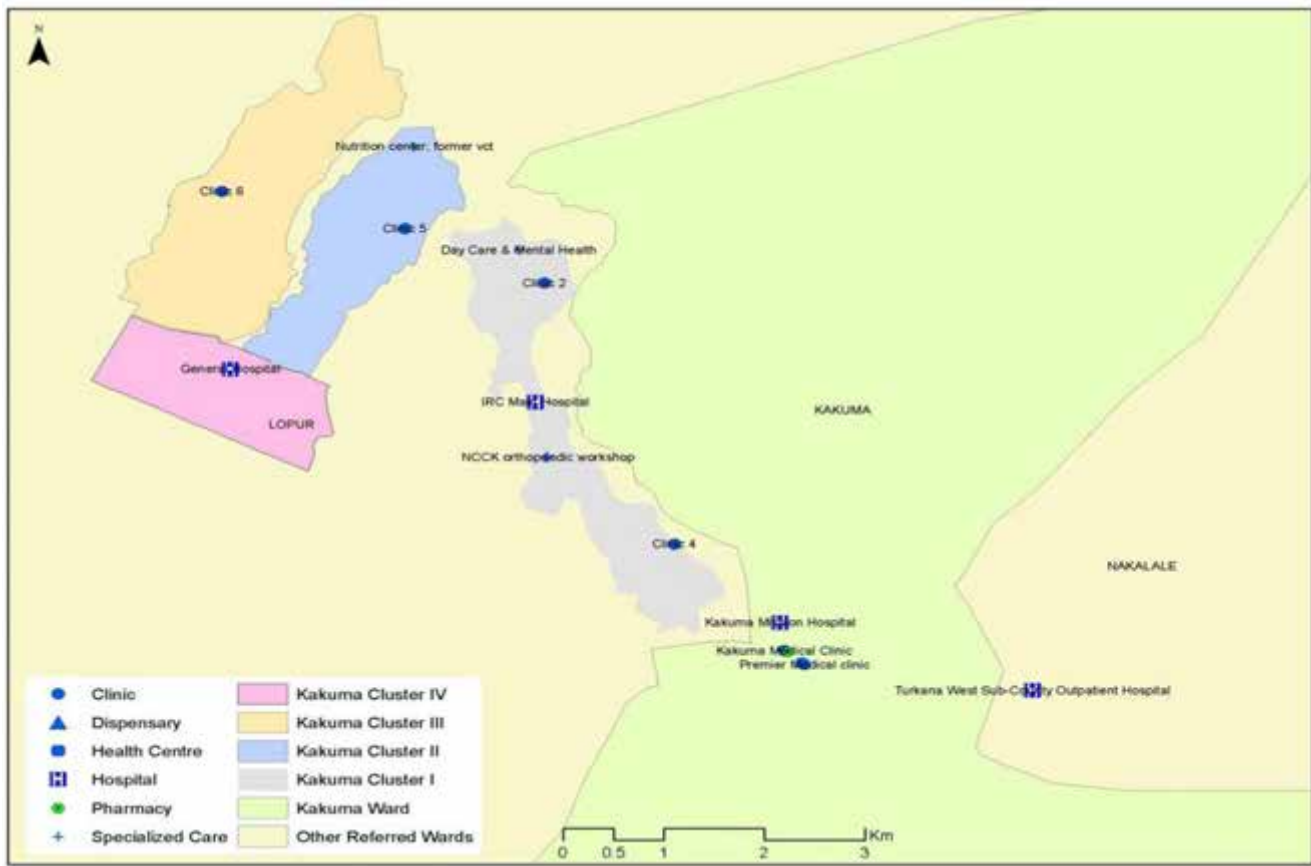 N
Nutrition center, former vct
Clinic 6
Clinic 5
Day Care & Mental Health
Clinic 2
General Hospital
IRC Main Hospital
KAKUMA
LOPUR
NCCK orthopaedic workshop
Clinic 4
NAKALALE
Kakuma Mission Hospital
Kakuma Medical Clinic
Premier Medical clinic
Turkana West Sub-County Outpatient Hospital
Clinic
Dispensary
Health Centre
Hospital
Pharmacy
Specialized Care
Kakuma Cluster IV
Kakuma Cluster III
Kakuma Cluster II
Kakuma Cluster I
Kakuma Ward
Other Referred Wards
Km
0 0.5 1 2 3